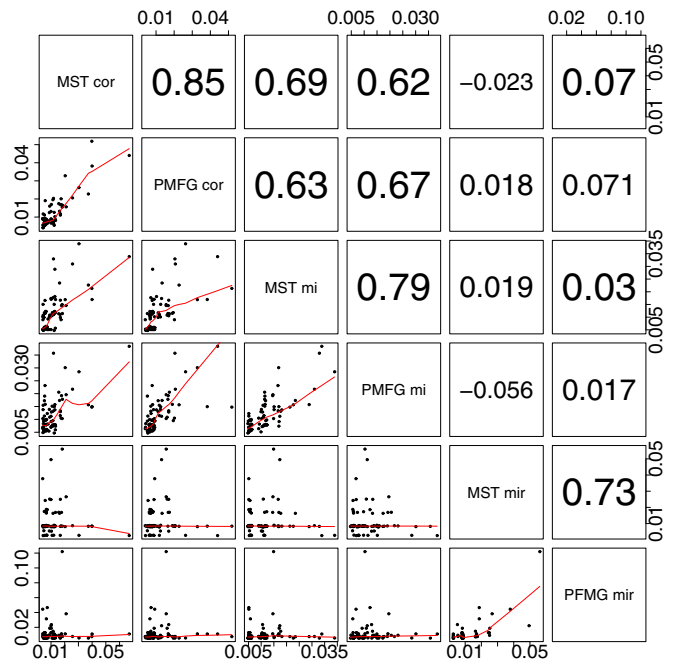 0.01 0.04 0.005 0.030 0.02 0.10
MST cor 0.85 0.69 0.62 −0.023 0.07 0.01 0.05
0.01 0.04 PMFG cor 0.63 0.67 0.018 0.071
MST mi 0.79 0.019 0.03 0.005 0.035
0.005 0.030 PMFG mi −0.056 0.017
MST mir 0.73 0.01 0.05
0.02 0.10 PFMG mir
0.01 0.05 0.005 0.035 0.01 0.05